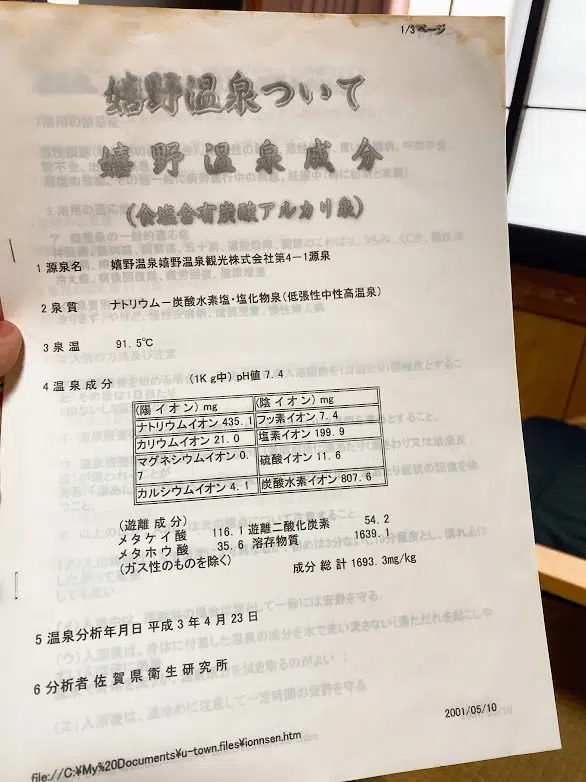 1/3 ページ
嬉野温泉ついて
嬉野温泉成分
(食塩含有炭酸アルカリ泉)
1 源泉名 嬉野温泉嬉野温泉観光株式会社第4-1源泉
2 泉 質 ナトリウムー炭酸水素塩・塩化物泉(低張性中性高温泉)
3 泉 温 91.5℃
4 温 泉 成 分 (1Kg中) pH値 7.4
(陽イオン) mg (陰イオン) mg
ナトリウムイオン 435.1 フッ素イオン 7.4
カリウムイオン 21.0 塩素イオン 199.9
マグネシウムイオン 0.7 硫酸イオン 11.6
カルシウムイオン 4.1 炭酸水素イオン 807.6
(遊離成分)
メタケイ酸 116.1 遊離二酸化炭素 54.2
メタホウ酸 35.6 溶存物質 1639.1
(ガス性のものを除く) 成分総計 1693.3mg/kg
5 温泉分析年月日 平成3年4月23日
6 分析者 佐賀県衛生研究所
2001/05/10
file://C:¥My%20Documents¥u-town.files¥ionnsen.htm